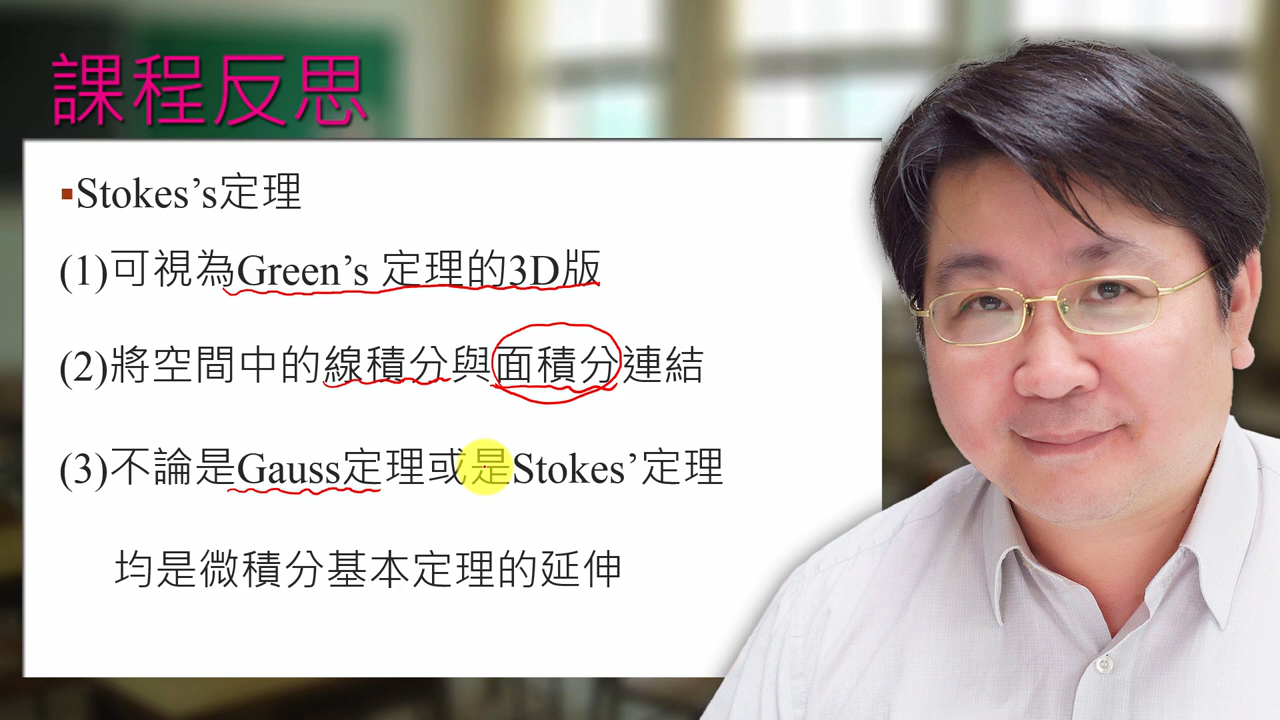 課程反思
▪Stokes’s定理
(1)可視為Green’s 定理的3D版
(2)將空間中的線積分與面積分連結
(3)不論是Gauss定理或是Stokes’定理
均是微積分基本定理的延伸